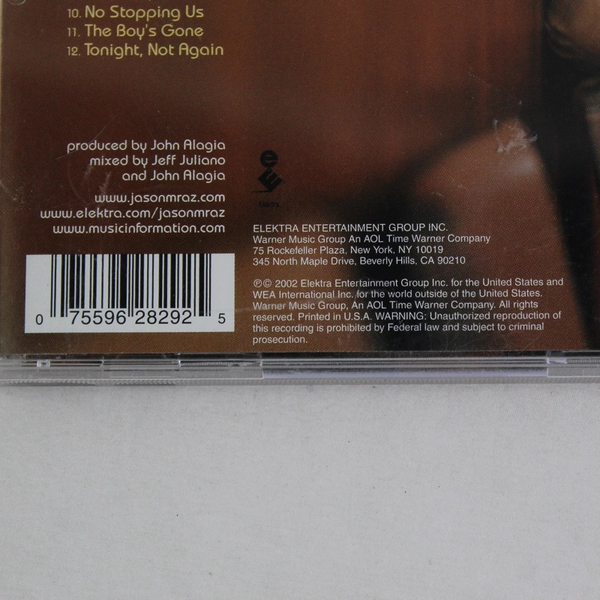 10. No Stopping Us
11. The Boy's Gone
12. Tonight, Not Again
produced by John Alagia
mixed by Jeff Juliano
and John Alagia
www.jasonmraz.com
www.elektra.com/jasonmraz
www.musicinformation.com
0 75596 28292 5
ELEKTRA ENTERTAINMENT GROUP INC.
Warner Music Group An AOL Time Warner Company
75 Rockefeller Plaza, New York, NY 10019
345 North Maple Drive, Beverly Hills, CA 90210
℗© 2002 Elektra Entertainment Group Inc. for the United States and
WEA International Inc. for the world outside of the United States.
Warner Music Group, An AOL Time Warner Company. All rights
reserved. Printed in U.S.A. WARNING: Unauthorized reproduction of
this recording is prohibited by Federal law and subject to criminal
prosecution.